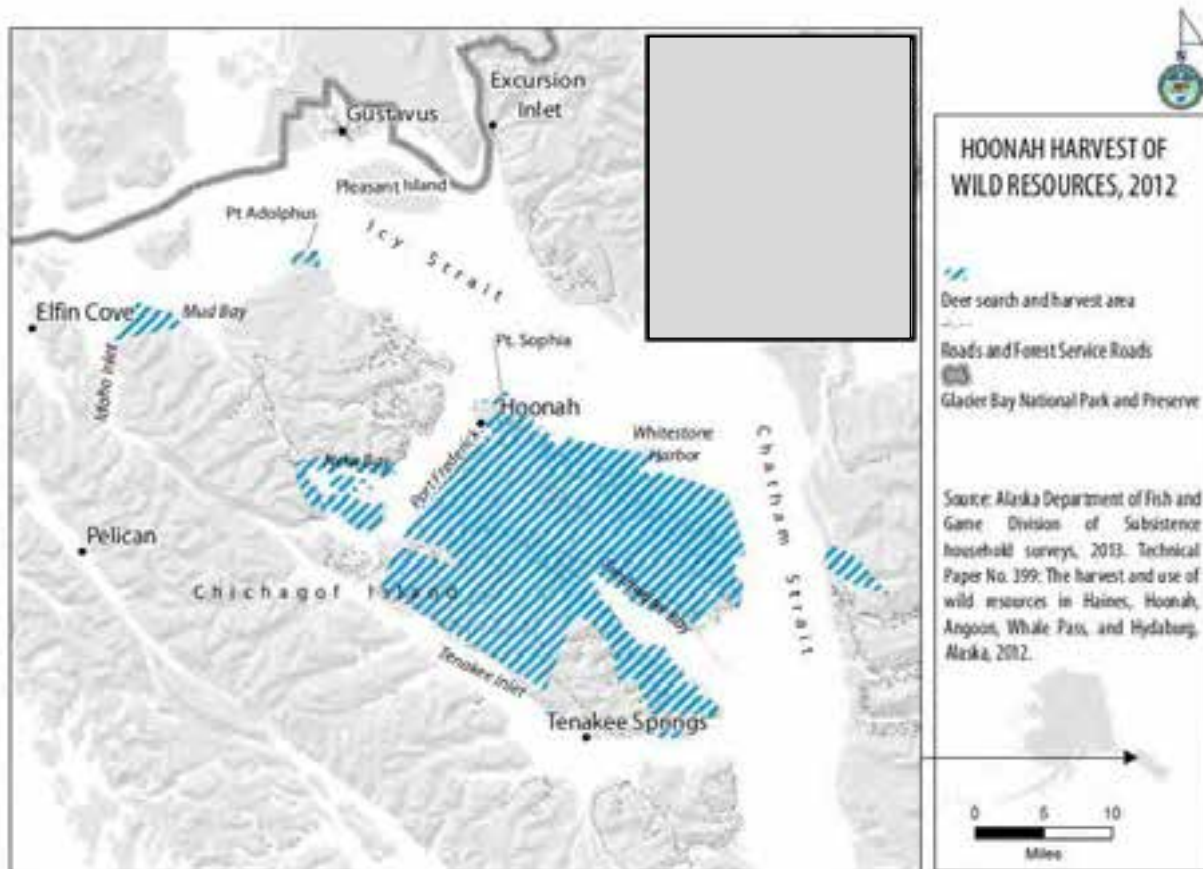 Excursion
Inlet
Gustavus
Pleasant Island
Pt Adolphus
Icy Strait
Elfin Cove
Mud Bay
Idaho Inlet
Pt. Sophia
Hoonah
Whitestone
Harbor
Port Frederick
Chatham Strait
Pelican
Chichagof Island
Tenakee Inlet
Tenakee Springs
N
HOONAH HARVEST OF
WILD RESOURCES, 2012
Deer search and harvest area
Roads and Forest Service Roads
Glacier Bay National Park and Preserve
Source: Alaska Department of Fish and
Game Division of Subsistence
household surveys, 2013. Technical
Paper No. 399: The harvest and use of
wild resources in Haines, Hoonah,
Angoon, Whale Pass, and Hydaburg,
Alaska, 2012.
0 5 10
Miles